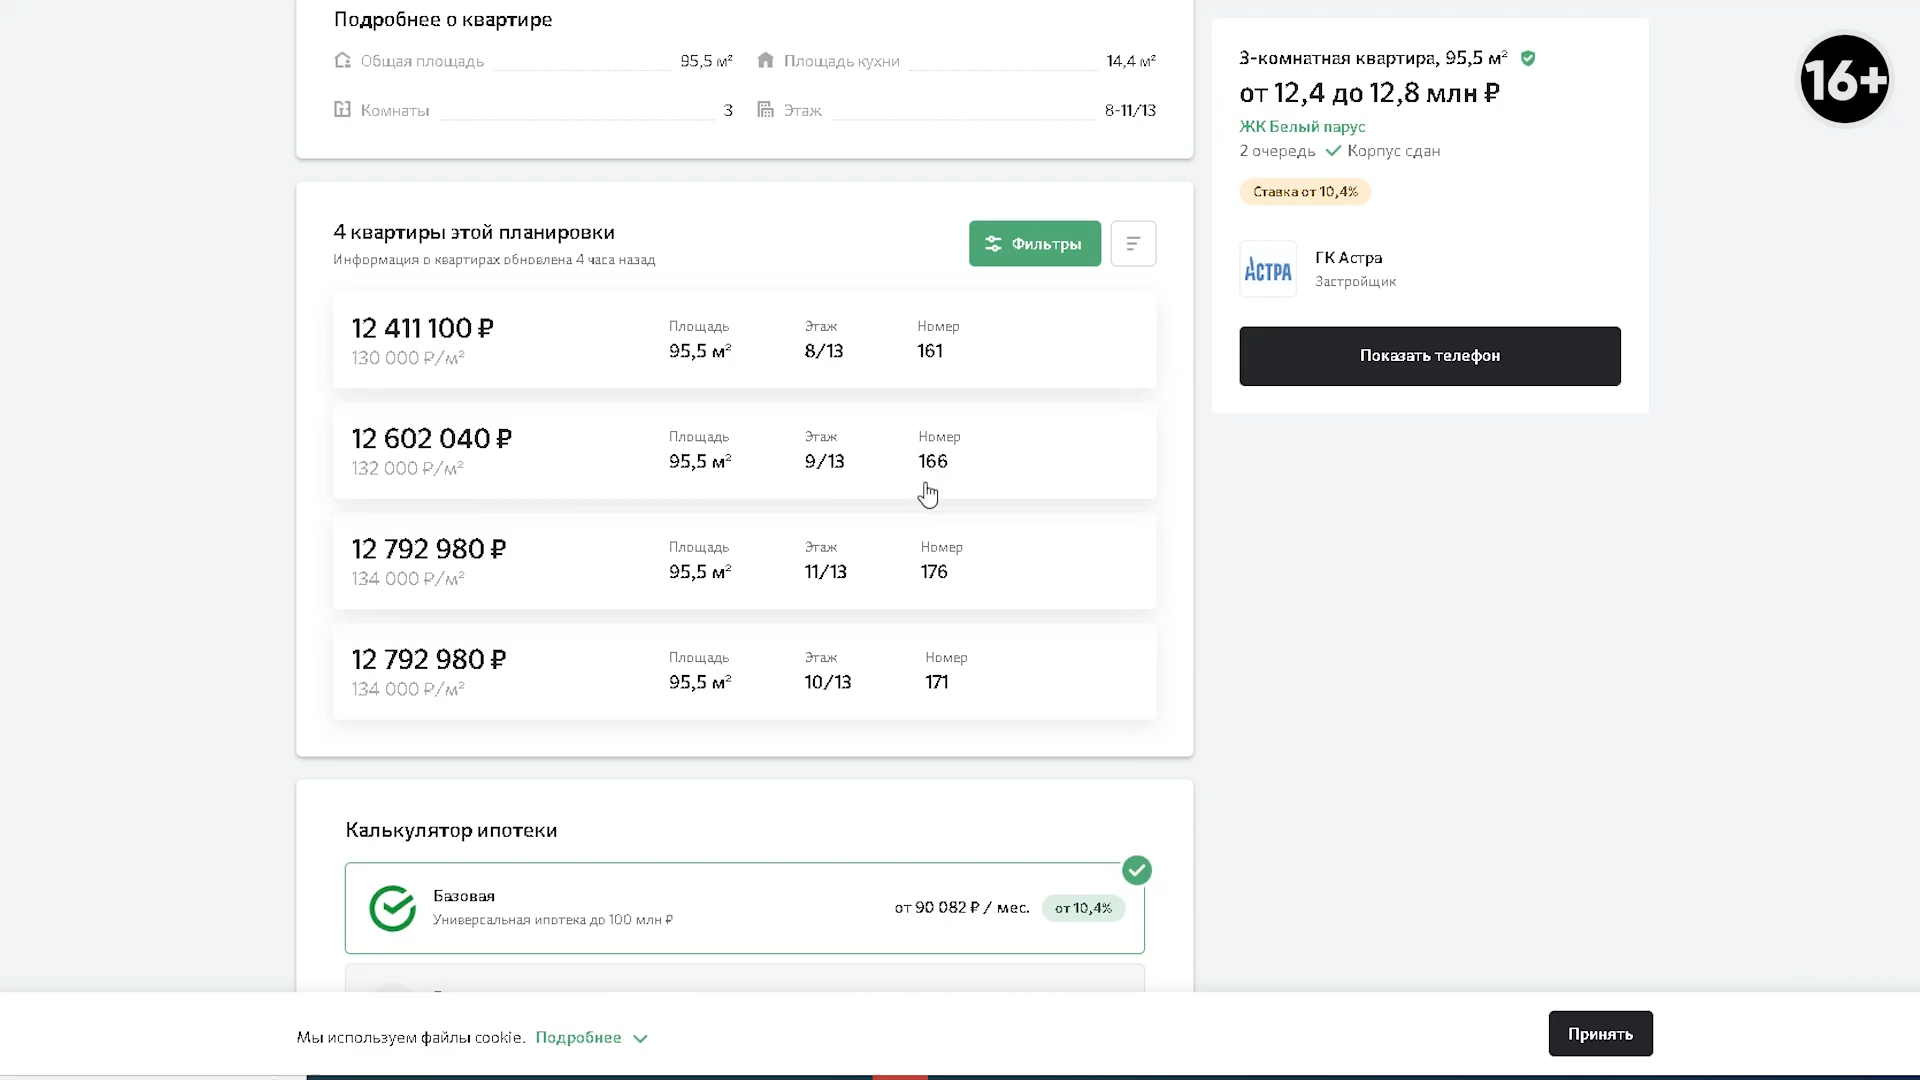 Подробнее о квартире
Общая площадь 95,5 м²
Площадь кухни 14,4 м²
Комнаты 3
Этаж 8-11/13
4 квартиры этой планировки
Информация о квартирах обновлена 4 часа назад
Фильтры
12 411 100 ₽
130 000 ₽/м²
Площадь
95,5 м²
Этаж
8/13
Номер
161
12 602 040 ₽
132 000 ₽/м²
Площадь
95,5 м²
Этаж
9/13
Номер
166
12 792 980 ₽
134 000 ₽/м²
Площадь
95,5 м²
Этаж
11/13
Номер
176
12 792 980 ₽
134 000 ₽/м²
Площадь
95,5 м²
Этаж
10/13
Номер
171
Калькулятор ипотеки
Базовая
Универсальная ипотека до 100 млн ₽
от 90 082 ₽ / мес.
от 10,4%
3-комнатная квартира, 95,5 м²
от 12,4 до 12,8 млн ₽
ЖК Белый парус
2 очередь Корпус сдан
Ставка от 10,4%
АСТРА
ГК Астра
Застройщик
Показать телефон
16+
Мы используем файлы cookie. Подробнее
Принять